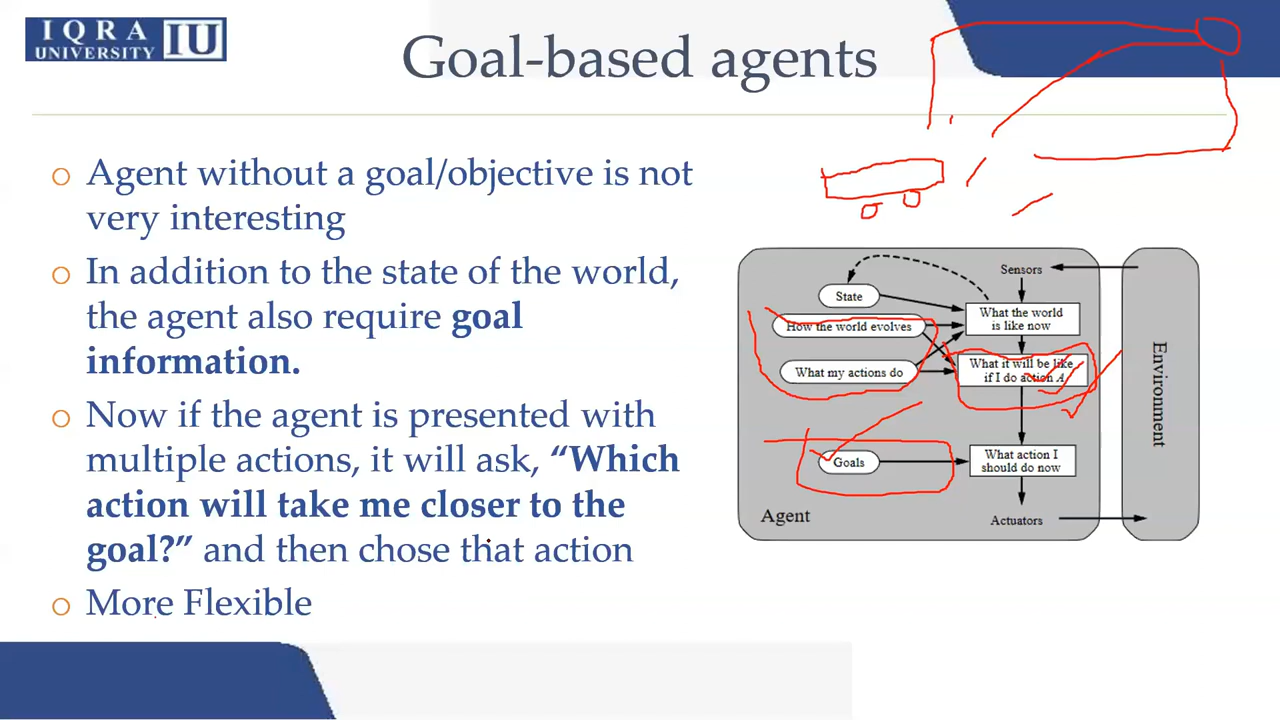 IQRA
UNIVERSITY
IU
Goal-based agents
Agent without a goal/objective is not
very interesting
In addition to the state of the world,
the agent also require goal
information.
Now if the agent is presented with
multiple actions, it will ask, “Which
action will take me closer to the
goal?” and then chose that action
More Flexible
Sensors
State
What the world
is like now
How the world evolves
What it will be like
if I do action A
What my actions do
Goals
What action I
should do now
Agent
Actuators
Environment